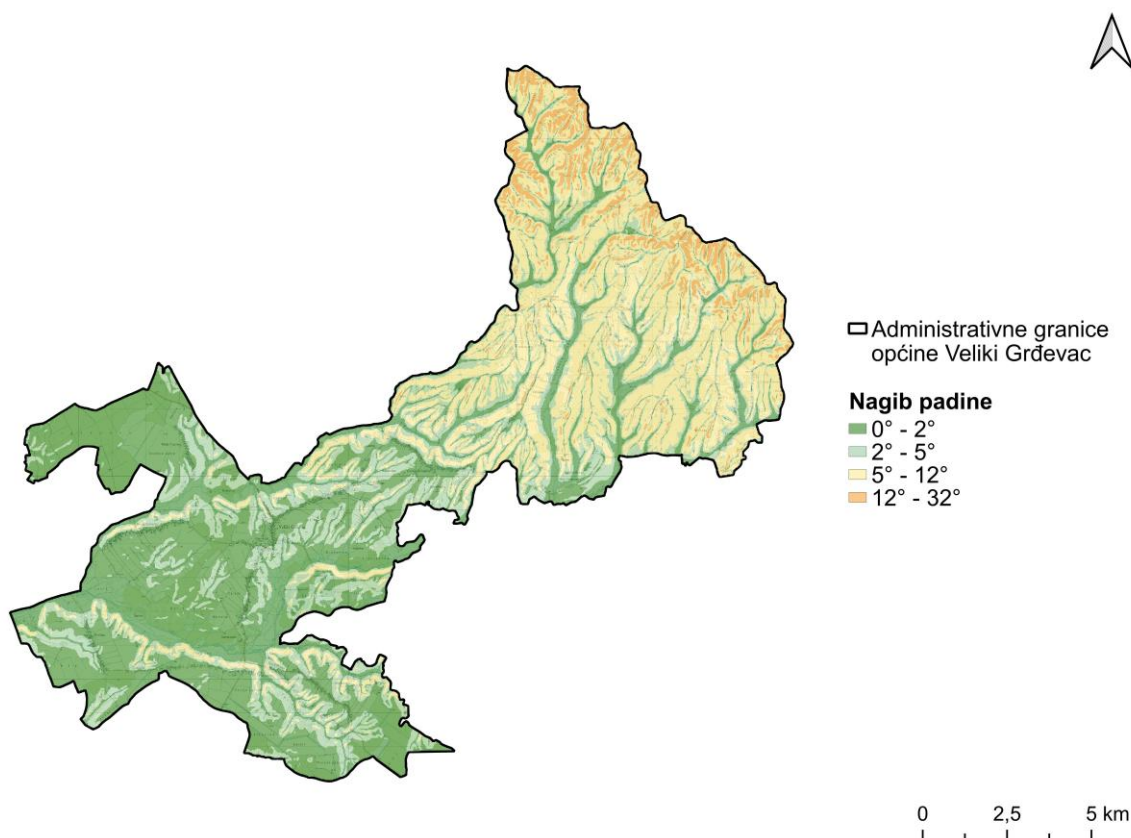 Administrativne granice
općine Veliki Grđevac
Nagib padine
0° - 2°
2° - 5°
5° - 12°
12° - 32°
0 2,5 5 km